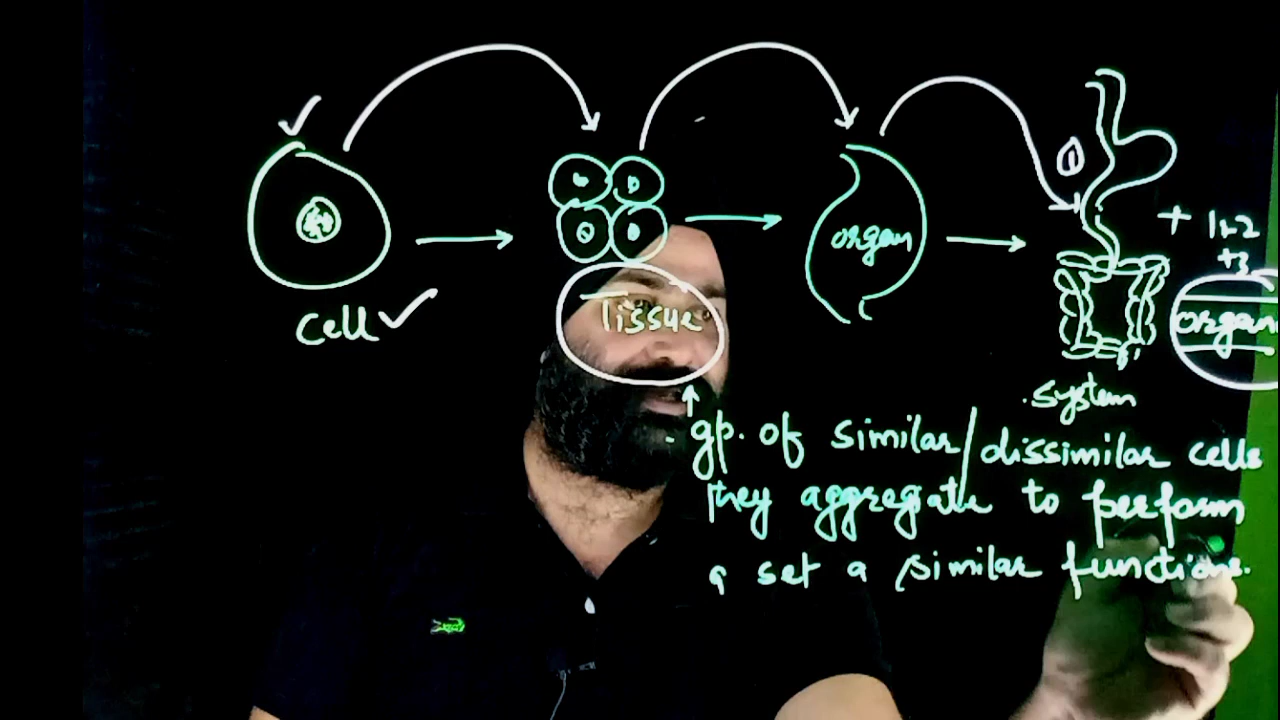 ①
+ 1+2
+3
organ
organ
cell
Tissue
system
gp. of similar/dissimilar cells
they aggregate to perform
a set a similar functions.